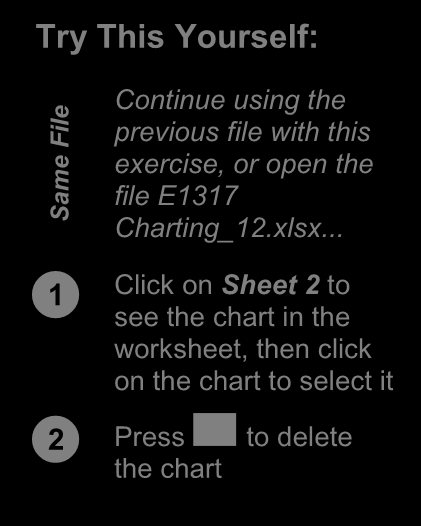 Try This Yourself:
Same File
Continue using the
previous file with this
exercise, or open the
file E1317
Charting_12.xlsx...
1
Click on Sheet 2 to
see the chart in the
worksheet, then click
on the chart to select it
2
Press to delete
the chart